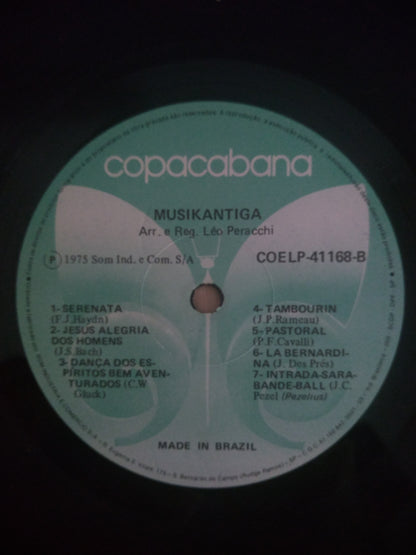 copacabana
MUSIKANTIGA
Arr. e Reg. Léo Peracchi
P 1975 Som Ind. e Com. S/A
COELP-41168-B
1- SERENATA
(F.J.Haydn)
2- JESUS ALEGRIA
DOS HOMENS
(J.S.Bach)
3- DANÇA DOS ES-
PIRITOS BEM AVEN-
TURADOS (C.W.
Gluck)
4- TAMBOURIN
(J.P.Rameau)
5- PASTORAL
(P.F.Cavalli)
6- LA BERNARDI-
NA (J. Des Prés)
7- INTRADA-SARA-
BANDE-BALL (J.C.
Pezel (Pezelius)
MADE IN BRAZIL